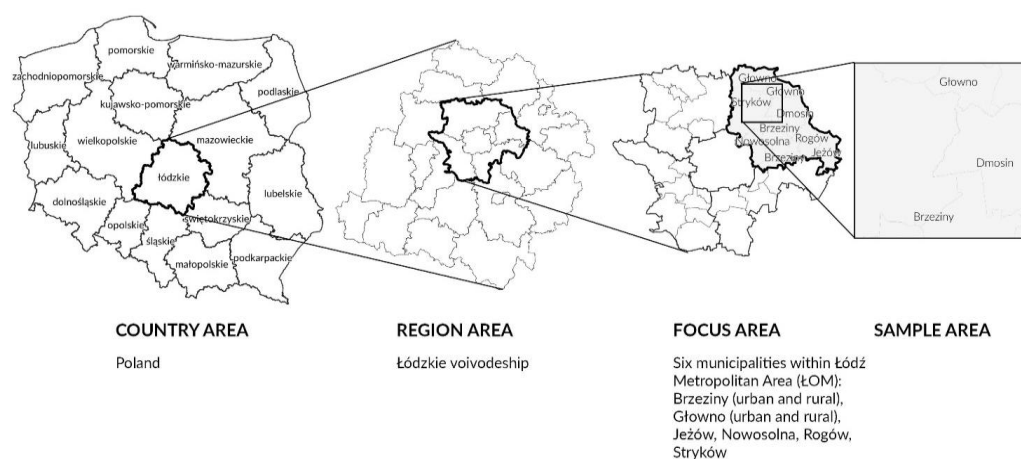 pomorskie
zachodniopomorskie
warmińsko-mazurskie
podlaskie
kujawsko-pomorskie
lubuskie
wielkopolskie
mazowieckie
łódzkie
dolnośląskie
lubelskie
opolskie
świętokrzyskie
śląskie
małopolskie
podkarpackie
Głowno
Głowno
Stryków
Dmosin
Brzeziny
Nowosolna
Rogów
Jeżów
Brzeziny
Głowno
Dmosin
Brzeziny
COUNTRY AREA
Poland
REGION AREA
Łódzkie voivodeship
FOCUS AREA
Six municipalities within Łódź
Metropolitan Area (ŁOM):
Brzeziny (urban and rural),
Głowno (urban and rural),
Jeżów, Nowosolna, Rogów,
Stryków
SAMPLE AREA